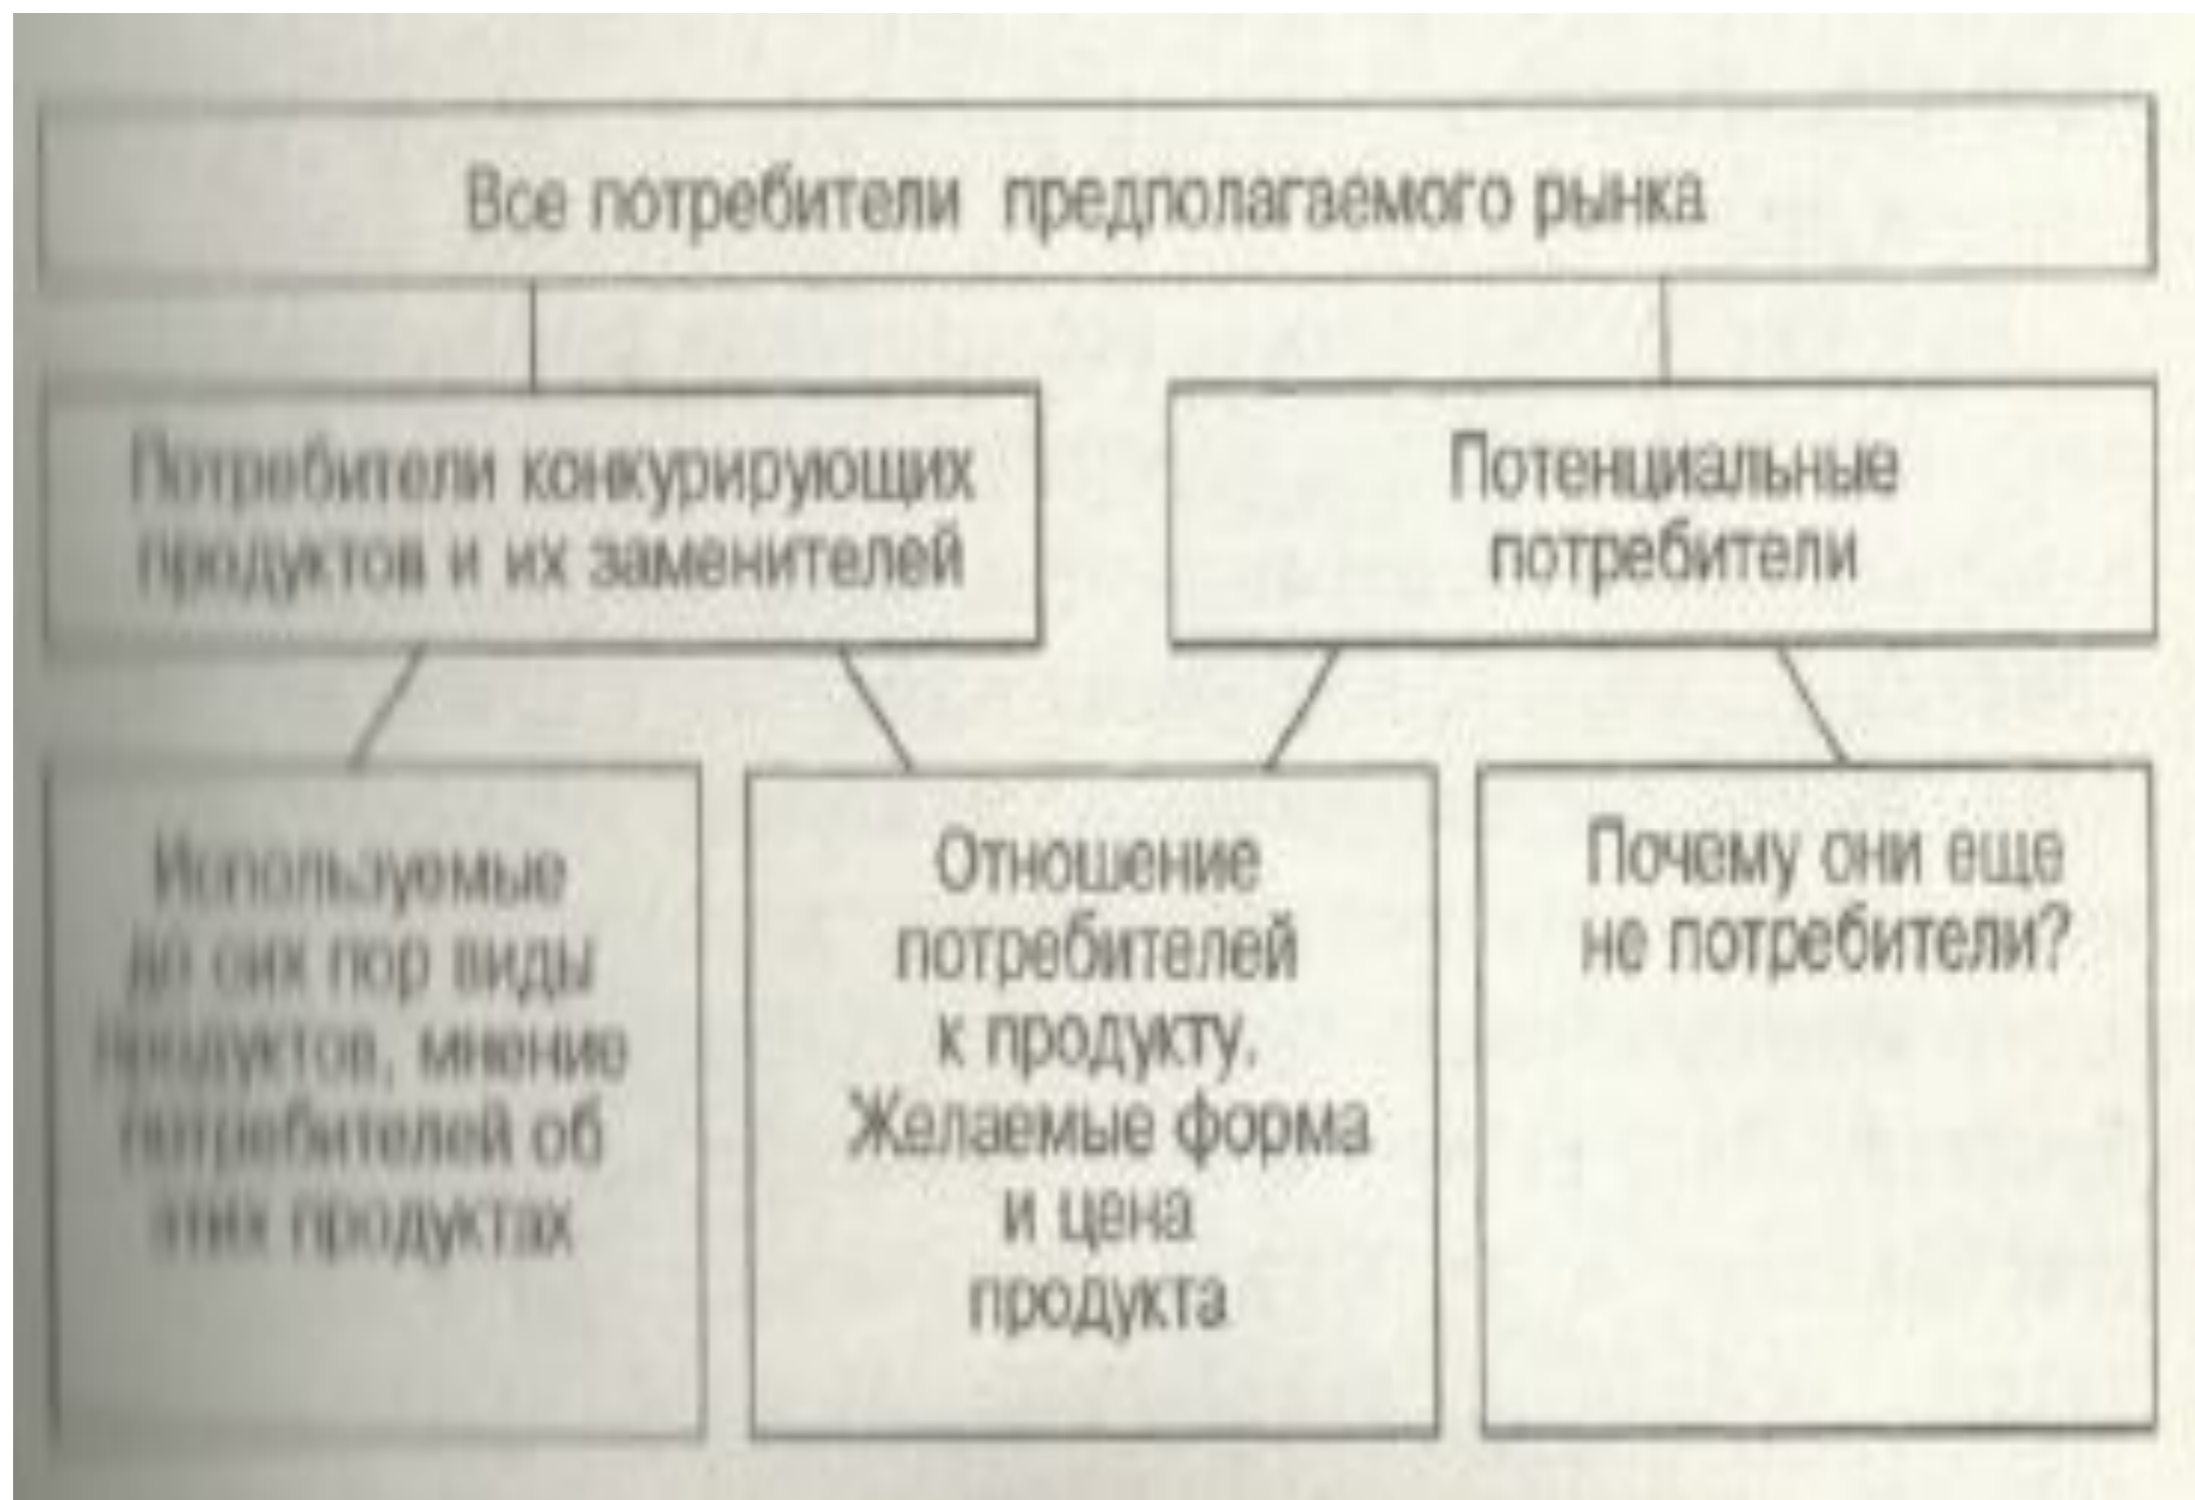 Все потребители предполагаемого рынка
Потребители конкурирующих
продуктов и их заменителей
Потенциальные
потребители
Используемые
до сих пор виды
продуктов, мнение
потребителей об
этих продуктах
Отношение
потребителей
к продукту.
Желаемые форма
и цена
продукта
Почему они еще
не потребители?